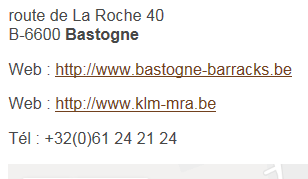 route de La Roche 40
B-6600 Bastogne
Web : http://www.bastogne-barracks.be
Web : http://www.klm-mra.be
Tél : +32(0)61 24 21 24